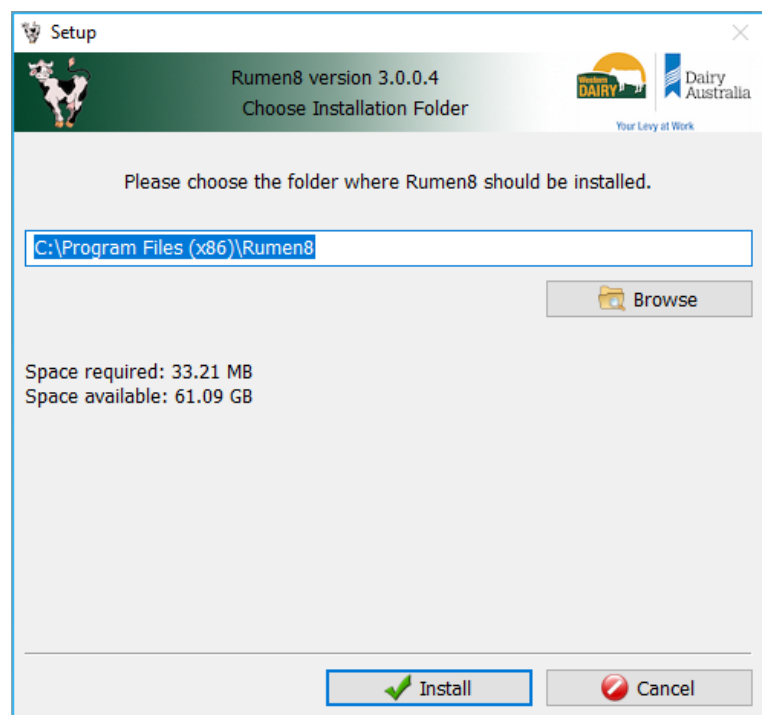 Setup
Rumen8 version 3.0.0.4
Choose Installation Folder
Western
DAIRY
Dairy
Australia
Your Levy at Work
Please choose the folder where Rumen8 should be installed.
C:\Program Files (x86)\Rumen8
Browse
Space required: 33.21 MB
Space available: 61.09 GB
Install
Cancel